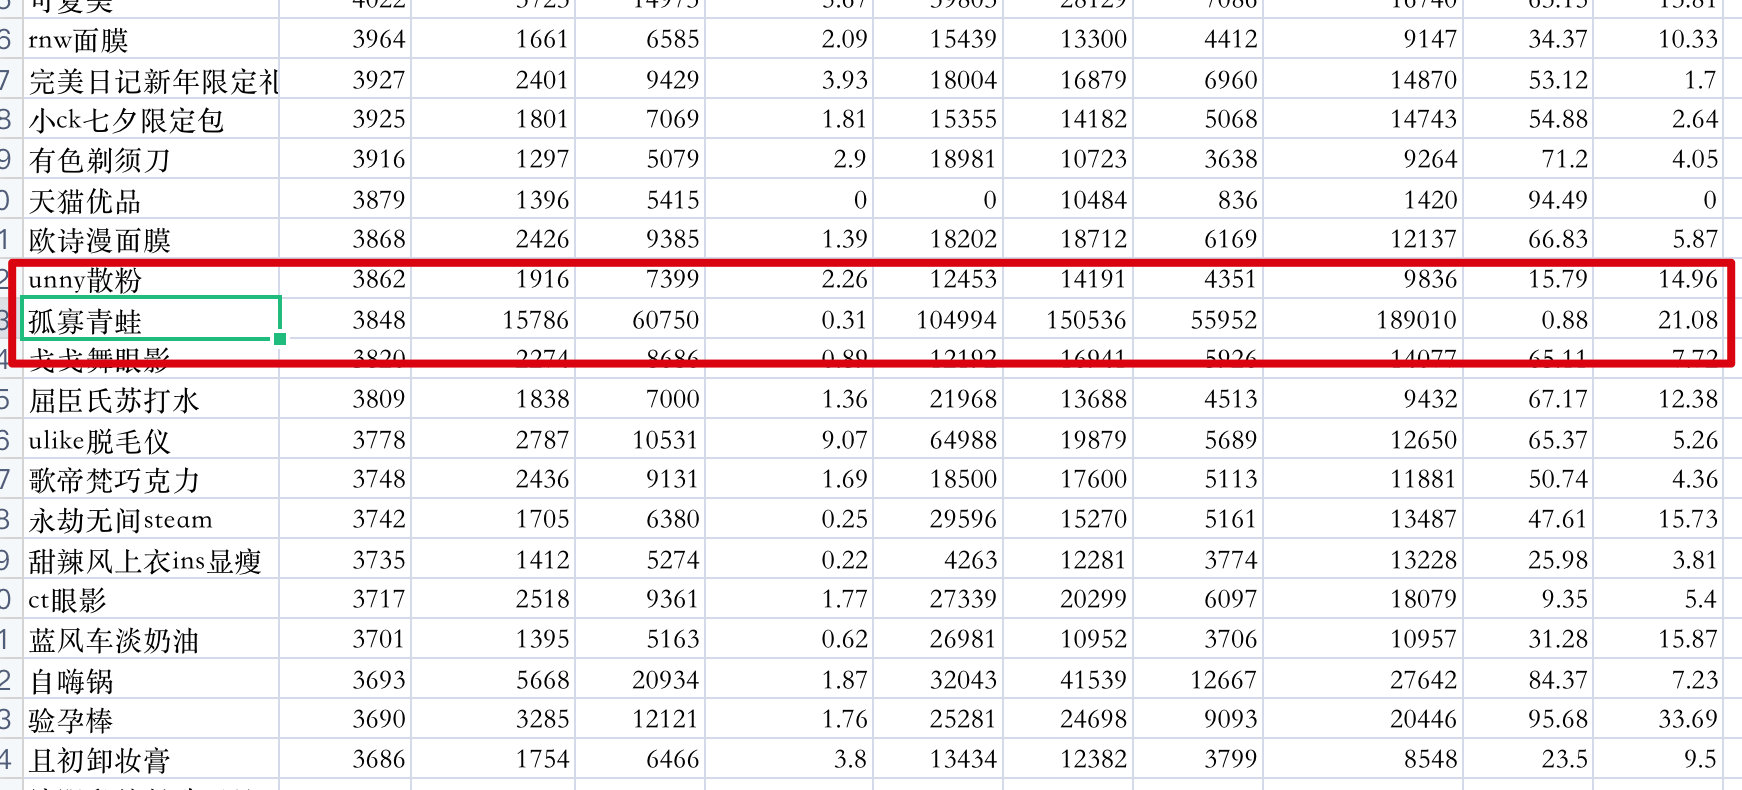 6 rnw面膜 3964 1661 6585 2.09 15439 13300 4412 9147 34.37 10.33
7 完美日记新年限定礼 3927 2401 9429 3.93 18004 16879 6960 14870 53.12 1.7
8 小ck七夕限定包 3925 1801 7069 1.81 15355 14182 5068 14743 54.88 2.64
9 有色剃须刀 3916 1297 5079 2.9 18981 10723 3638 9264 71.2 4.05
0 天猫优品 3879 1396 5415 0 0 10484 836 1420 94.49 0
1 欧诗漫面膜 3868 2426 9385 1.39 18202 18712 6169 12137 66.83 5.87
2 unny散粉 3862 1916 7399 2.26 12453 14191 4351 9836 15.79 14.96
3 孤寡青蛙 3848 15786 60750 0.31 104994 150536 55952 189010 0.88 21.08
4 戈戈舞眼影 3820 2274 8686 0.89 12192 16941 5926 14077 65.11 7.72
5 屈臣氏苏打水 3809 1838 7000 1.36 21968 13688 4513 9432 67.17 12.38
6 ulike脱毛仪 3778 2787 10531 9.07 64988 19879 5689 12650 65.37 5.26
7 歌帝梵巧克力 3748 2436 9131 1.69 18500 17600 5113 11881 50.74 4.36
8 永劫无间steam 3742 1705 6380 0.25 29596 15270 5161 13487 47.61 15.73
9 甜辣风上衣ins显瘦 3735 1412 5274 0.22 4263 12281 3774 13228 25.98 3.81
0 ct眼影 3717 2518 9361 1.77 27339 20299 6097 18079 9.35 5.4
1 蓝风车淡奶油 3701 1395 5163 0.62 26981 10952 3706 10957 31.28 15.87
2 自嗨锅 3693 5668 20934 1.87 32043 41539 12667 27642 84.37 7.23
3 验孕棒 3690 3285 12121 1.76 25281 24698 9093 20446 95.68 33.69
4 且初卸妆膏 3686 1754 6466 3.8 13434 12382 3799 8548 23.5 9.5